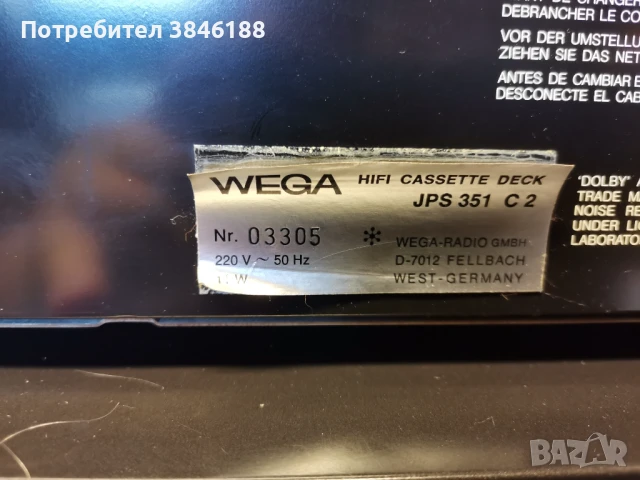 Потребител 3846188
DEBRANCHER LE CO
VOR DER UMSTELLU
ZIEHEN SIE DAS NET
ANTES DE CAMBIAR E
DESCONECTE EL CAB
WEGA HIFI CASSETTE DECK
JPS 351 C 2
Nr. 03305 * WEGA-RADIO GMBH
220 V ~ 50 Hz D-7012 FELLBACH
W WEST-GERMANY
'DOLBY' A
TRADE M
NOISE RE
UNDER LI
LABORATO
BAZAR